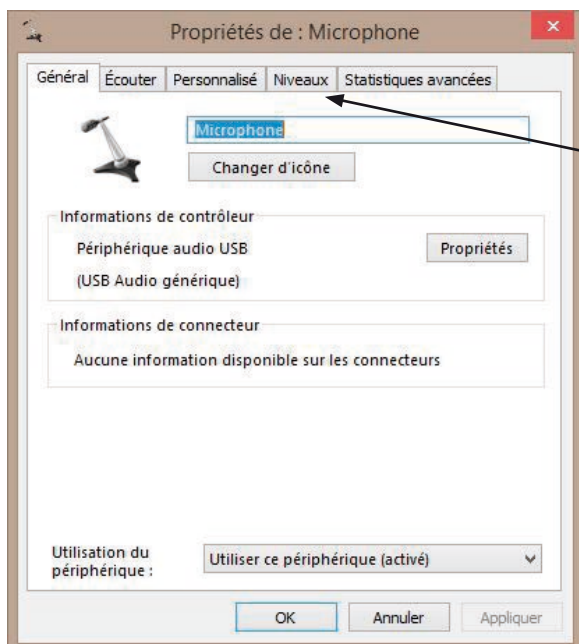 Propriétés de : Microphone
Général Écouter Personnalisé Niveaux Statistiques avancées
Microphone
Changer d'icône
Informations de contrôleur
Périphérique audio USB
Propriétés
(USB Audio générique)
Informations de connecteur
Aucune information disponible sur les connecteurs
Utilisation du
périphérique :
Utiliser ce périphérique (activé)
OK Annuler Appliquer